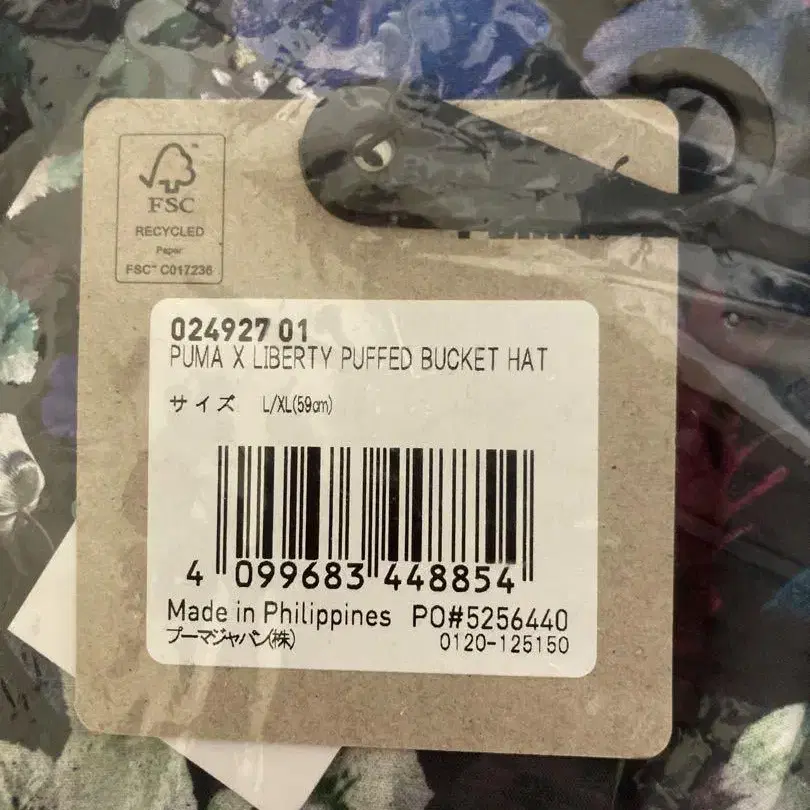 FSC
RECYCLED
Paper
FSC™ C017236
024927 01
PUMA X LIBERTY PUFFED BUCKET HAT
サイズ L/XL(59cm)
4 099683 448854
Made in Philippines PO#5256440
プーマジャパン(株) 0120-125150